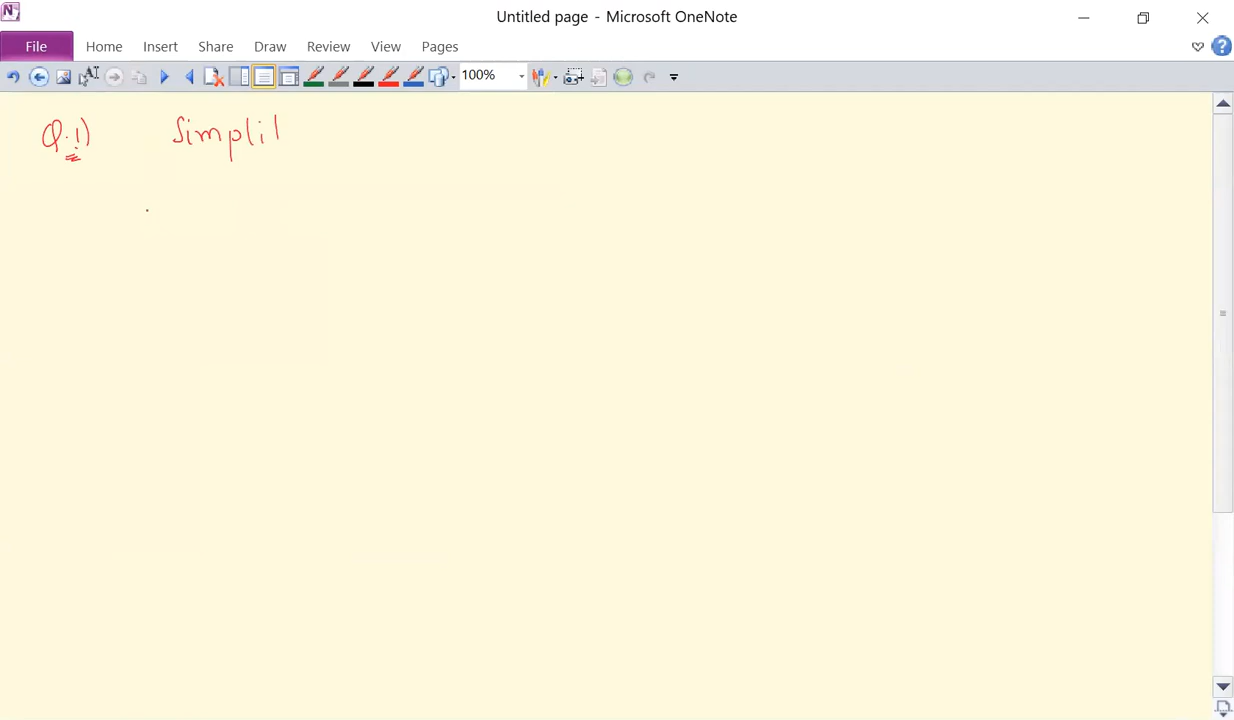 Untitled page - Microsoft OneNote
File Home Insert Share Draw Review View Pages
100%
Q.1) Simplil